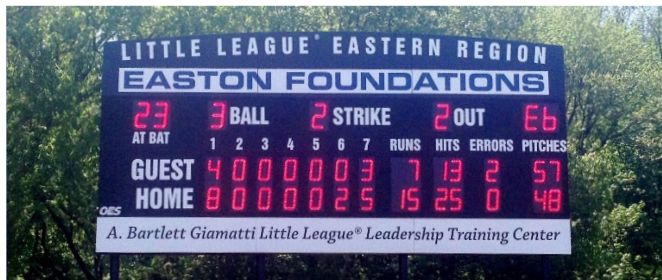 LITTLE LEAGUE® EASTERN REGION
EASTON FOUNDATIONS
23 3 BALL 2 STRIKE 2 OUT Eb
AT BAT 1 2 3 4 5 6 7 RUNS HITS ERRORS PITCHES
GUEST 4 0 0 0 0 0 3 7 13 2 57
HOME 8 0 0 0 0 2 5 15 25 0 48
OES
A. Bartlett Giamatti Little League® Leadership Training Center